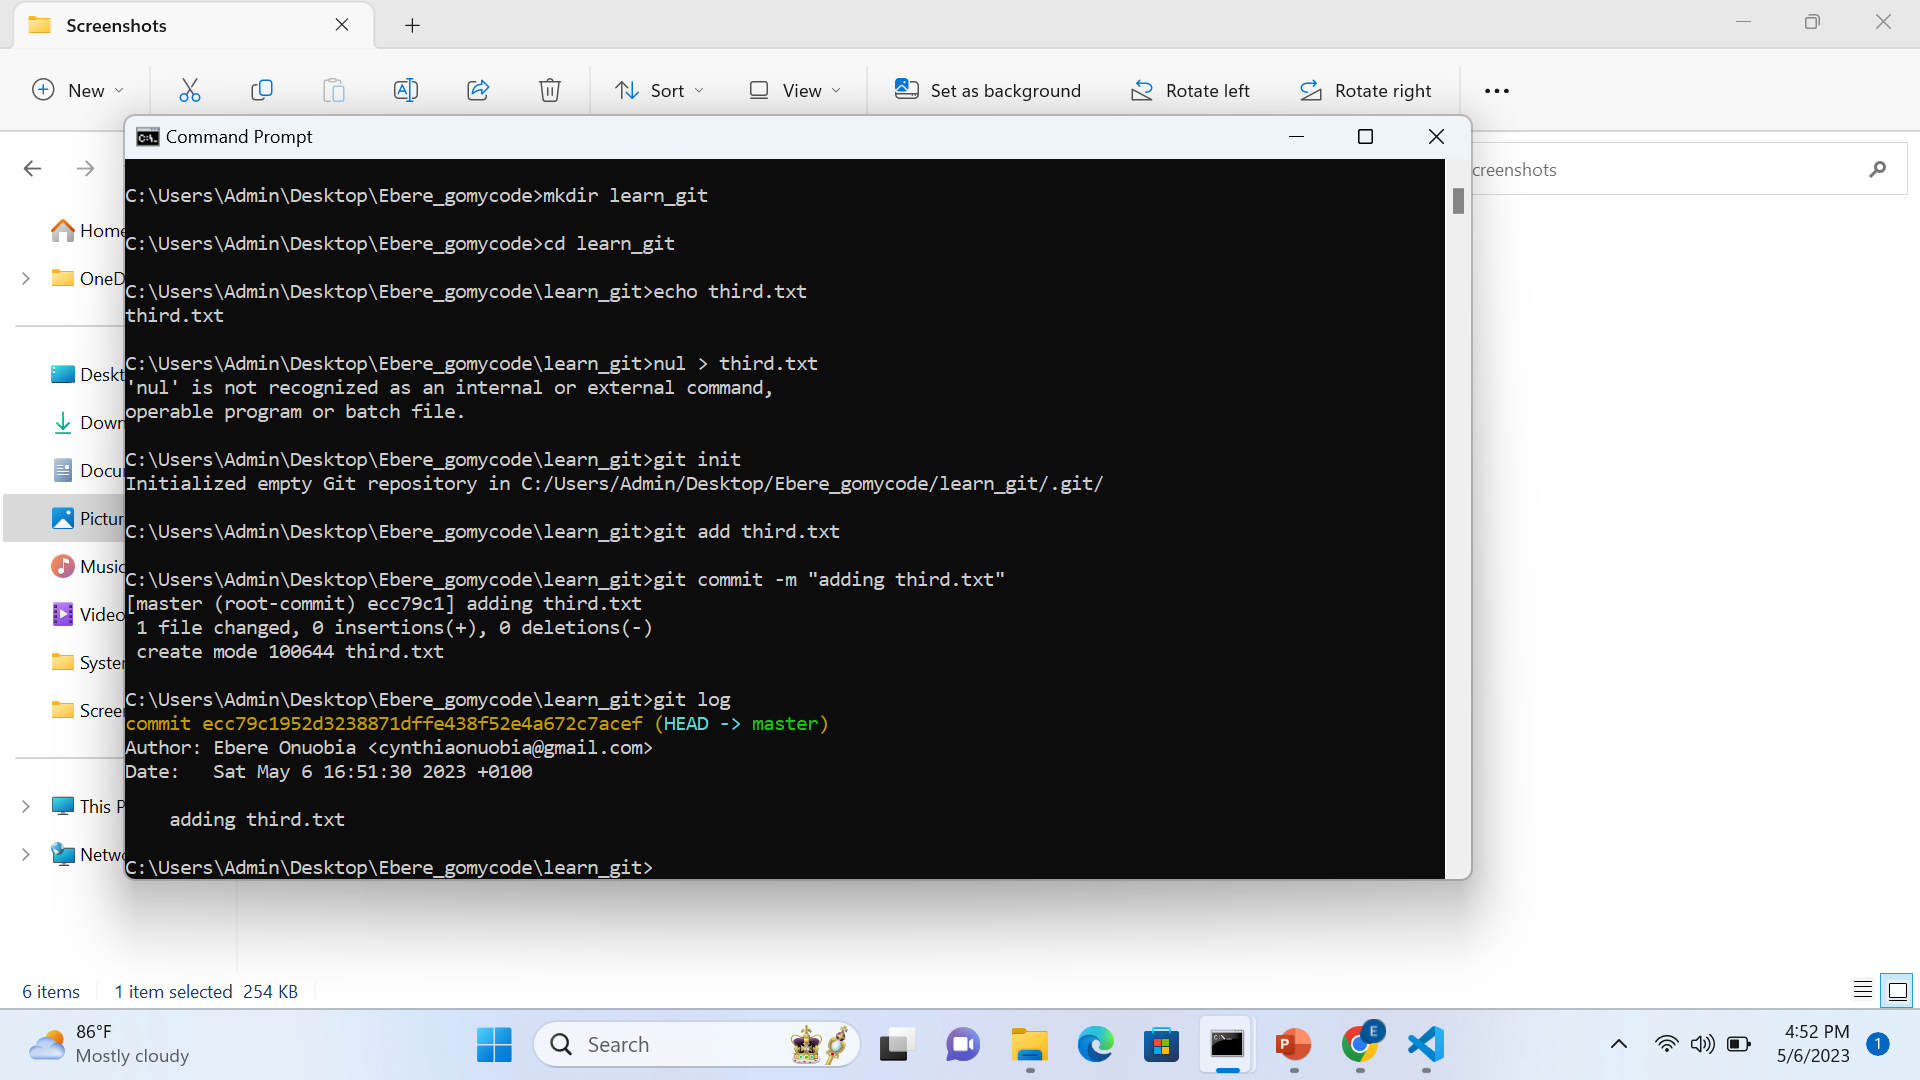 Screenshots
New
Sort
View
Set as background
Rotate left
Rotate right
Command Prompt
creenshots
Home
OneD
Deskt
Down
Docu
Pictur
Music
Video
System
Screen
This P
Netwo
C:\Users\Admin\Desktop\Ebere_gomycode>mkdir learn_git
C:\Users\Admin\Desktop\Ebere_gomycode>cd learn_git
C:\Users\Admin\Desktop\Ebere_gomycode\learn_git>echo third.txt
third.txt
C:\Users\Admin\Desktop\Ebere_gomycode\learn_git>nul > third.txt
'nul' is not recognized as an internal or external command,
operable program or batch file.
C:\Users\Admin\Desktop\Ebere_gomycode\learn_git>git init
Initialized empty Git repository in C:/Users/Admin/Desktop/Ebere_gomycode/learn_git/.git/
C:\Users\Admin\Desktop\Ebere_gomycode\learn_git>git add third.txt
C:\Users\Admin\Desktop\Ebere_gomycode\learn_git>git commit -m "adding third.txt"
[master (root-commit) ecc79c1] adding third.txt
 1 file changed, 0 insertions(+), 0 deletions(-)
 create mode 100644 third.txt
C:\Users\Admin\Desktop\Ebere_gomycode\learn_git>git log
commit ecc79c1952d3238871dffe438f52e4a672c7acef (HEAD -> master)
Author: Ebere Onuobia <cynthiaonuobia@gmail.com>
Date:   Sat May 6 16:51:30 2023 +0100
    adding third.txt
C:\Users\Admin\Desktop\Ebere_gomycode\learn_git>
6 items
1 item selected 254 KB
86°F
Mostly cloudy
Search
E
4:52 PM
5/6/2023
1